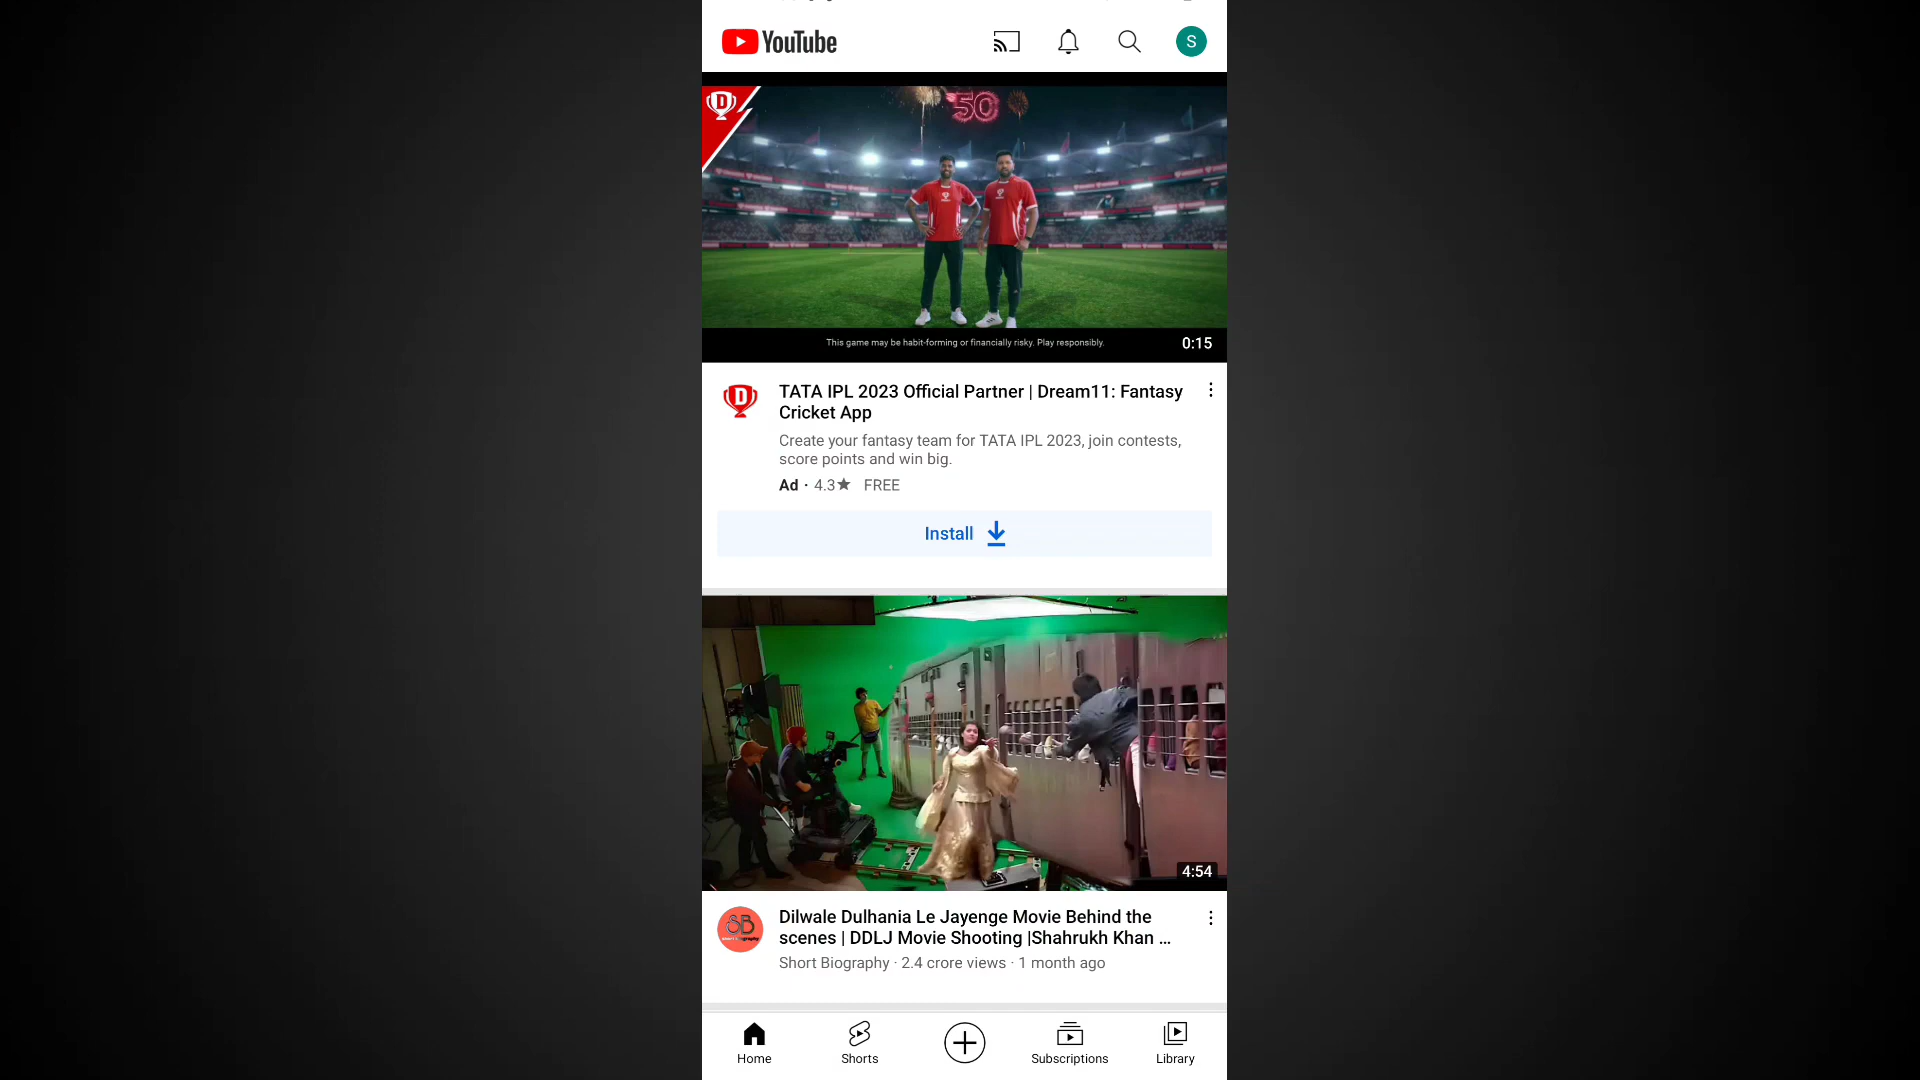 YouTube
S
D
50
This game may be habit-forming or financially risky. Play responsibly.
0:15
D
TATA IPL 2023 Official Partner | Dream11: Fantasy
Cricket App
Create your fantasy team for TATA IPL 2023, join contests,
score points and win big.
Ad · 4.3★ FREE
Install
4:54
SB
Dilwale Dulhania Le Jayenge Movie Behind the
scenes | DDLJ Movie Shooting |Shahrukh Khan ...
Short Biography · 2.4 crore views · 1 month ago
Home
Shorts
Subscriptions
Library